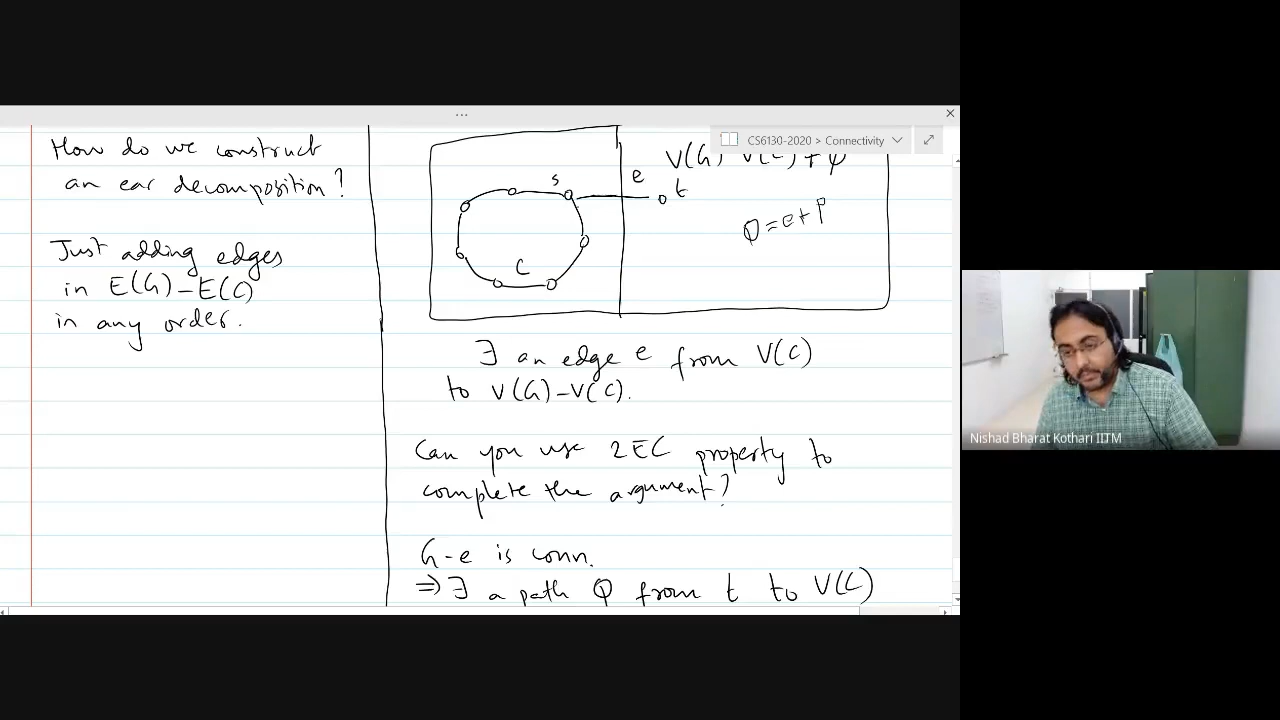 CS6130-2020 > Connectivity
How do we construct
an ear decomposition?
Just adding edges
in E(G)-E(C)
in any order.
V(G) - V(C) ≠ φ
s
e
t
Q = e + P
C
∃ an edge e from V(C)
to V(G)-V(C).
Can you use 2EC property to
complete the argument?
G-e is conn.
⇒ ∃ a path Q from t to V(C)
Nishad Bharat Kothari IITM